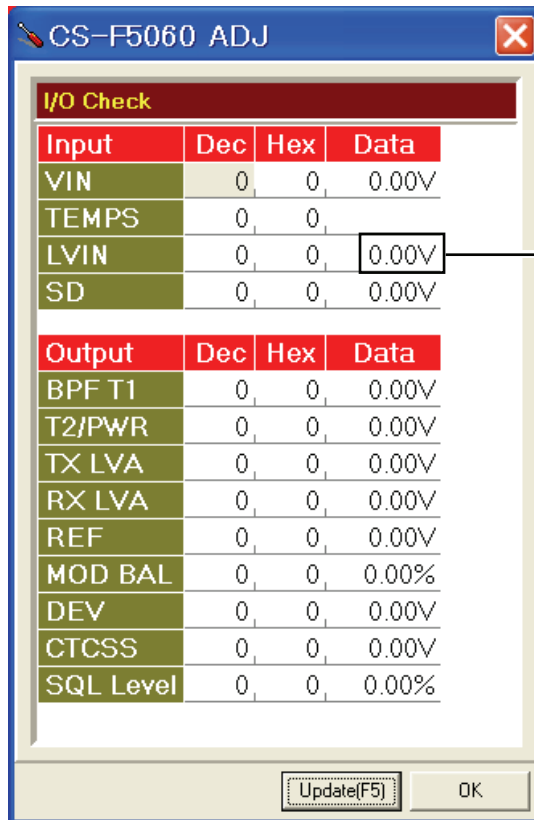 CS-F5060 ADJ
I/O Check
Input Dec Hex Data
VIN 0 0 0.00V
TEMPS 0 0
LVIN 0 0 0.00V
SD 0 0 0.00V
Output Dec Hex Data
BPF T1 0 0 0.00V
T2/PWR 0 0 0.00V
TX LVA 0 0 0.00V
RX LVA 0 0 0.00V
REF 0 0 0.00V
MOD BAL 0 0 0.00%
DEV 0 0 0.00V
CTCSS 0 0 0.00V
SQL Level 0 0 0.00%
Update(F5) OK